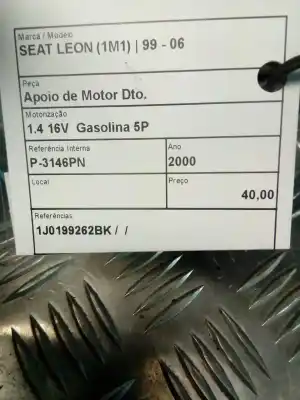 Marca / Modelo
SEAT LEON (1M1) | 99 - 06
Peça
Apoio de Motor Dto.
Motorização
1.4 16V  Gasolina 5P
Referência Interna
P-3146PN
Ano
2000
Local
Preço
40,00
Referências
1J0199262BK /  /